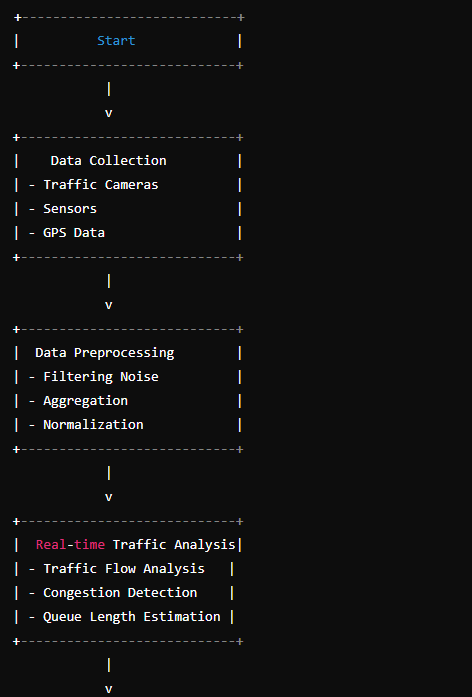 +----------------------------+
|          Start             |
+----------------------------+
            |
            v
+----------------------------+
|    Data Collection         |
| - Traffic Cameras          |
| - Sensors                  |
| - GPS Data                 |
+----------------------------+
            |
            v
+----------------------------+
|  Data Preprocessing        |
| - Filtering Noise          |
| - Aggregation              |
| - Normalization            |
+----------------------------+
            |
            v
+----------------------------+
|  Real-time Traffic Analysis|
| - Traffic Flow Analysis   |
| - Congestion Detection    |
| - Queue Length Estimation |
+----------------------------+
            |
            v